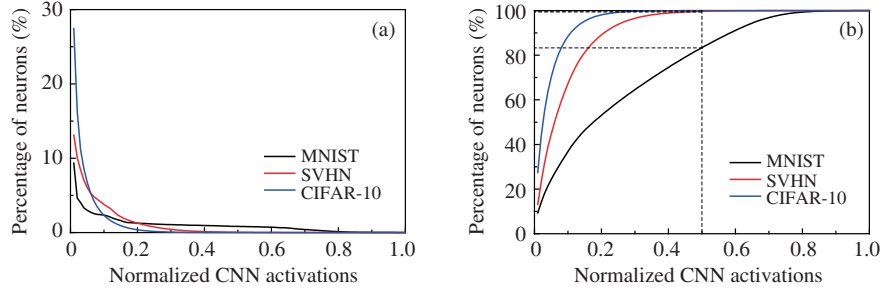 (a)
Percentage of neurons (%)
30
20
10
0
MNIST
SVHN
CIFAR-10
0
0.2
0.4
0.6
0.8
1.0
Normalized CNN activations
(b)
Percentage of neurons (%)
100
80
60
40
20
0
MNIST
SVHN
CIFAR-10
0
0.2
0.4
0.6
0.8
1.0
Normalized CNN activations